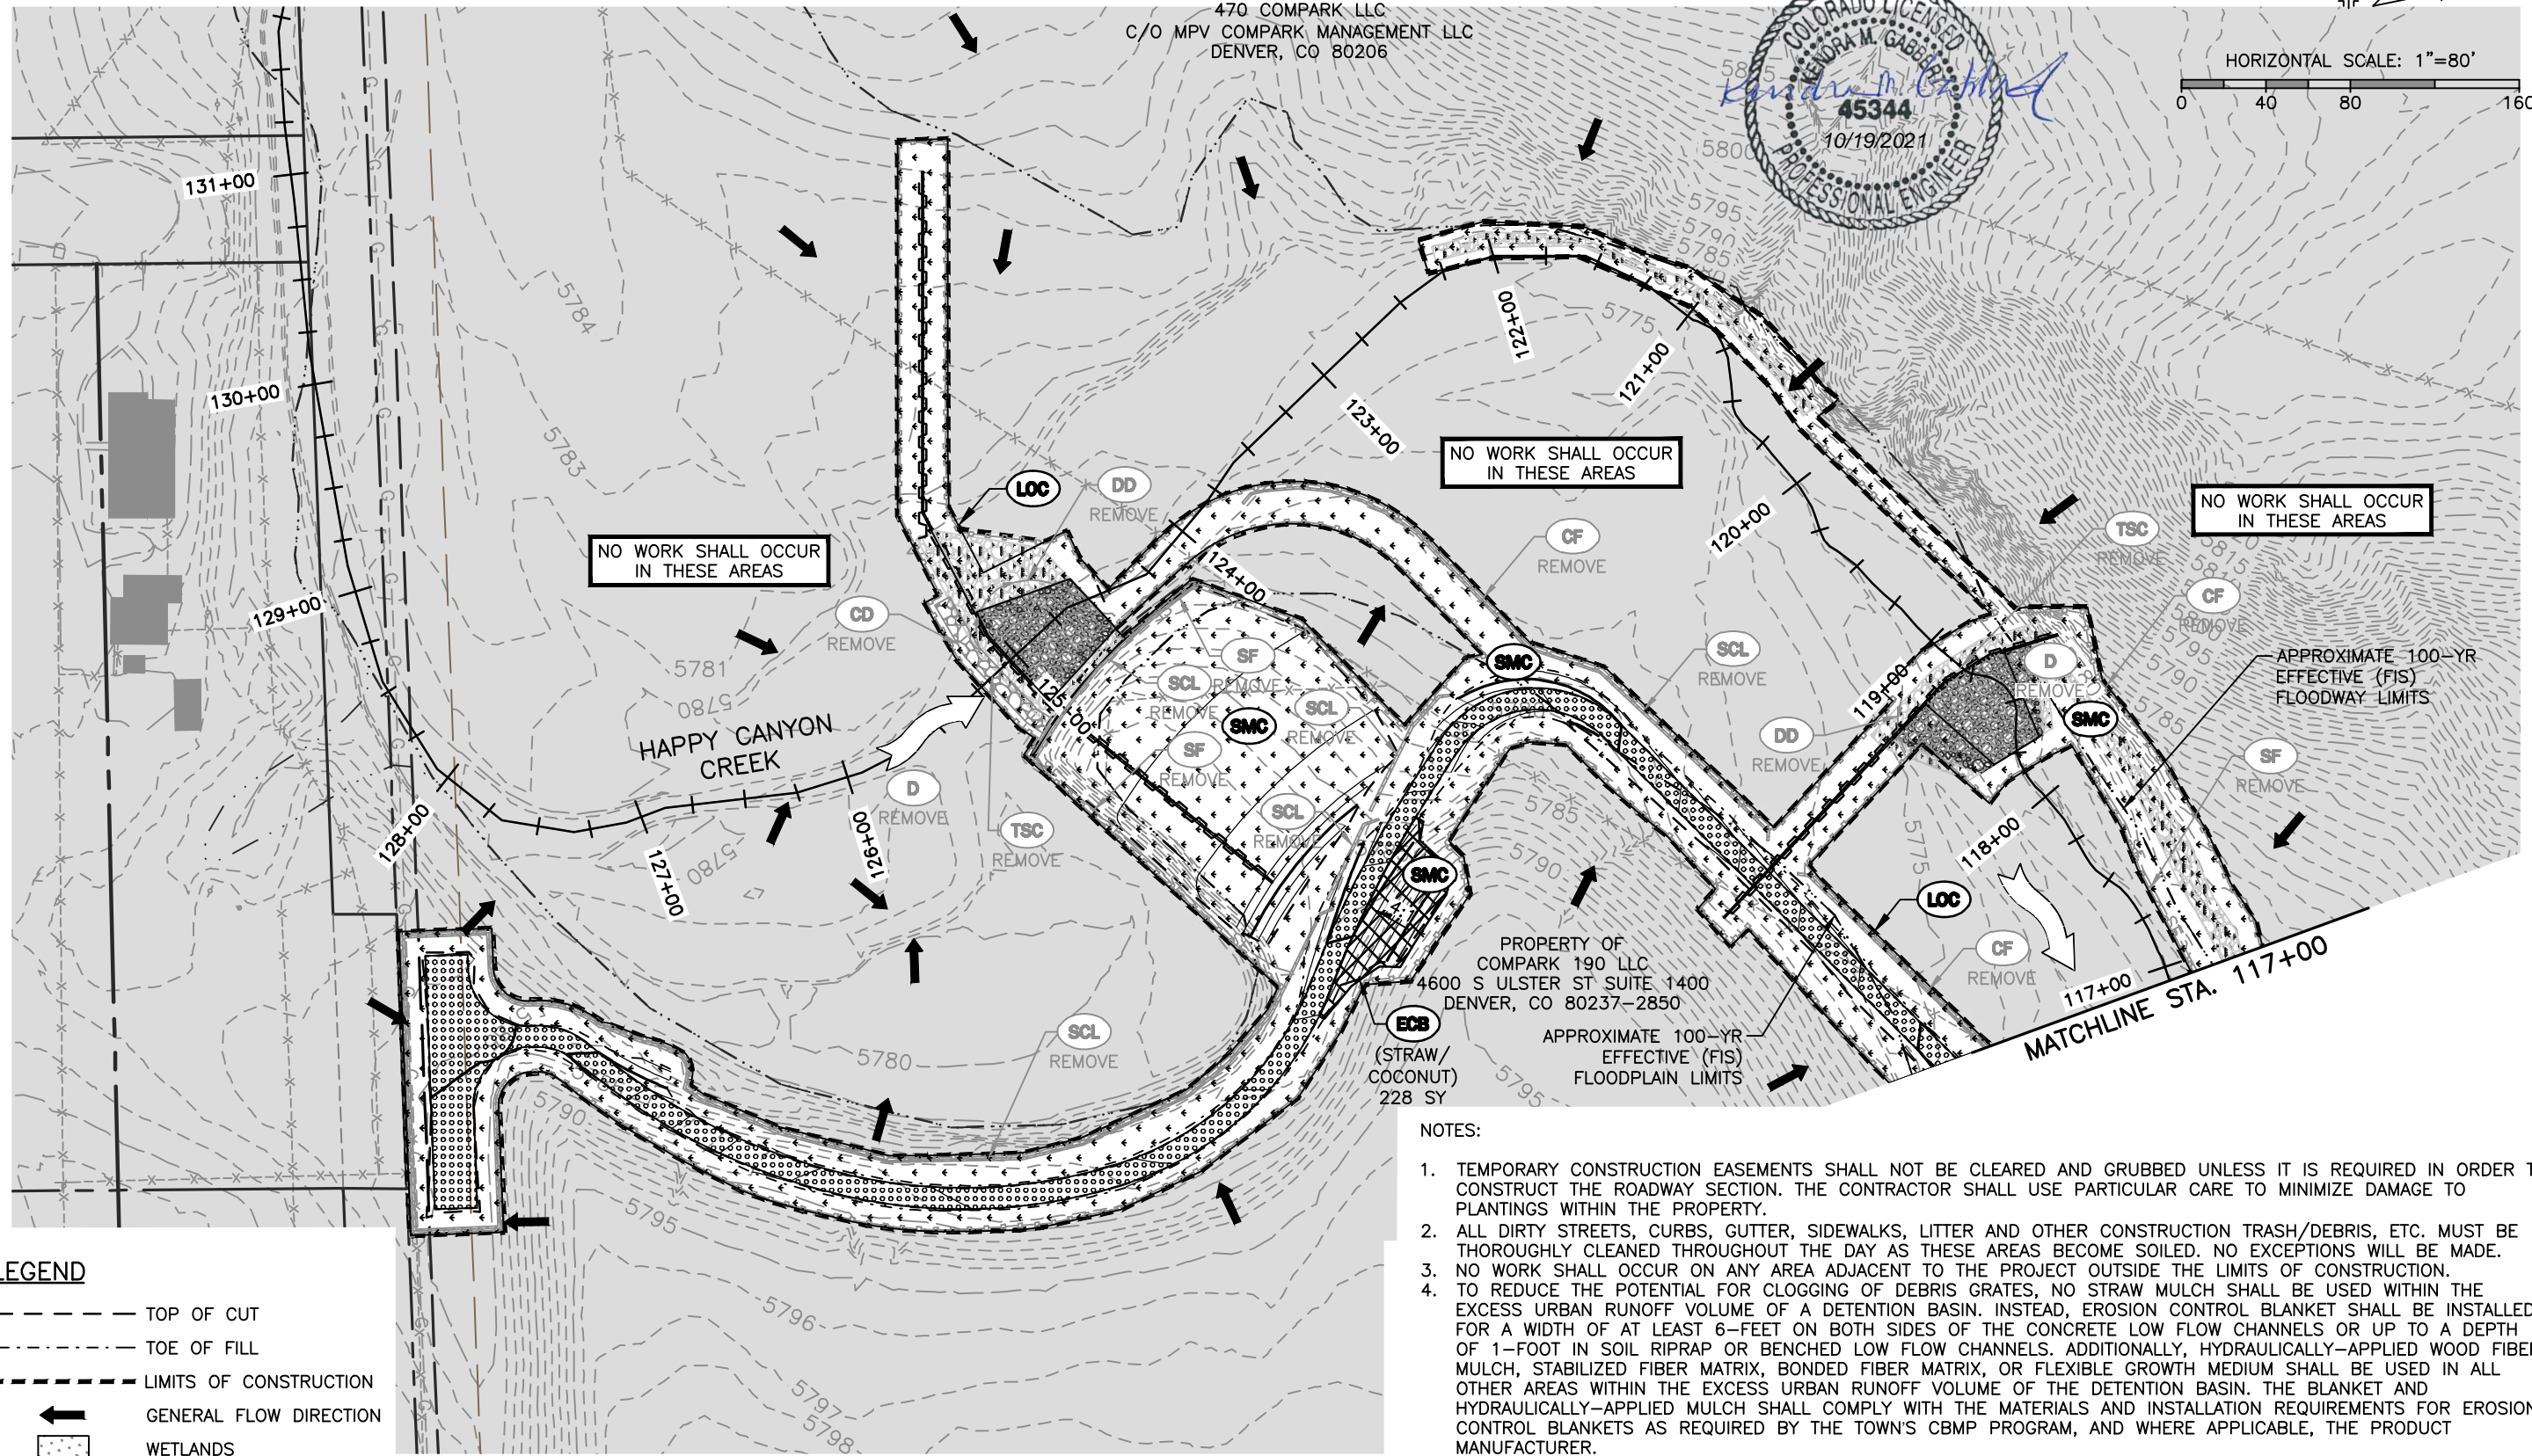 470 COMPARK LLC
C/O MPV COMPARK MANAGEMENT LLC
DENVER, CO 80206
COLORADO LICENSED
KENDRA M. GABBERT
45344
10/19/2021
PROFESSIONAL ENGINEER
HORIZONTAL SCALE: 1"=80'
0 40 80 160
5800
5795
5790
5785
131+00
130+00
129+00
128+00
127+00
126+00
125+00
124+00
123+00
122+00
121+00
120+00
119+00
118+00
117+00
5784
5783
5781
5780
5780
5775
LOC
DD
REMOVE
NO WORK SHALL OCCUR
IN THESE AREAS
NO WORK SHALL OCCUR
IN THESE AREAS
NO WORK SHALL OCCUR
IN THESE AREAS
CF
REMOVE
TSC
REMOVE
CF
REMOVE
CD
REMOVE
SF
REMOVE
SCL
REMOVE
SCL
REMOVE
SMC
SF
REMOVE
SCL
REMOVE
SMC
SCL
REMOVE
D
REMOVE
SMC
APPROXIMATE 100-YR
EFFECTIVE (FIS)
FLOODWAY LIMITS
5815
5790
5785
DD
REMOVE
SF
REMOVE
HAPPY CANYON
CREEK
D
REMOVE
TSC
REMOVE
SMC
5785
5790
5775
LOC
CF
REMOVE
PROPERTY OF
COMPARK 190 LLC
4600 S ULSTER ST SUITE 1400
DENVER, CO 80237-2850
ECB
(STRAW/
COCONUT)
228 SY
APPROXIMATE 100-YR
EFFECTIVE (FIS)
FLOODPLAIN LIMITS
MATCHLINE STA. 117+00
SCL
REMOVE
5780
5790
5795
5795
5796
5797
5798
LEGEND
TOP OF CUT
TOE OF FILL
LIMITS OF CONSTRUCTION
GENERAL FLOW DIRECTION
WETLANDS
NOTES:
1. TEMPORARY CONSTRUCTION EASEMENTS SHALL NOT BE CLEARED AND GRUBBED UNLESS IT IS REQUIRED IN ORDER T
CONSTRUCT THE ROADWAY SECTION. THE CONTRACTOR SHALL USE PARTICULAR CARE TO MINIMIZE DAMAGE TO
PLANTINGS WITHIN THE PROPERTY.
2. ALL DIRTY STREETS, CURBS, GUTTER, SIDEWALKS, LITTER AND OTHER CONSTRUCTION TRASH/DEBRIS, ETC. MUST BE
THOROUGHLY CLEANED THROUGHOUT THE DAY AS THESE AREAS BECOME SOILED. NO EXCEPTIONS WILL BE MADE.
3. NO WORK SHALL OCCUR ON ANY AREA ADJACENT TO THE PROJECT OUTSIDE THE LIMITS OF CONSTRUCTION.
4. TO REDUCE THE POTENTIAL FOR CLOGGING OF DEBRIS GRATES, NO STRAW MULCH SHALL BE USED WITHIN THE
EXCESS URBAN RUNOFF VOLUME OF A DETENTION BASIN. INSTEAD, EROSION CONTROL BLANKET SHALL BE INSTALLED
FOR A WIDTH OF AT LEAST 6-FEET ON BOTH SIDES OF THE CONCRETE LOW FLOW CHANNELS OR UP TO A DEPTH
OF 1-FOOT IN SOIL RIPRAP OR BENCHED LOW FLOW CHANNELS. ADDITIONALLY, HYDRAULICALLY-APPLIED WOOD FIBER
MULCH, STABILIZED FIBER MATRIX, BONDED FIBER MATRIX, OR FLEXIBLE GROWTH MEDIUM SHALL BE USED IN ALL
OTHER AREAS WITHIN THE EXCESS URBAN RUNOFF VOLUME OF THE DETENTION BASIN. THE BLANKET AND
HYDRAULICALLY-APPLIED MULCH SHALL COMPLY WITH THE MATERIALS AND INSTALLATION REQUIREMENTS FOR EROSION
CONTROL BLANKETS AS REQUIRED BY THE TOWN'S CBMP PROGRAM, AND WHERE APPLICABLE, THE PRODUCT
MANUFACTURER.